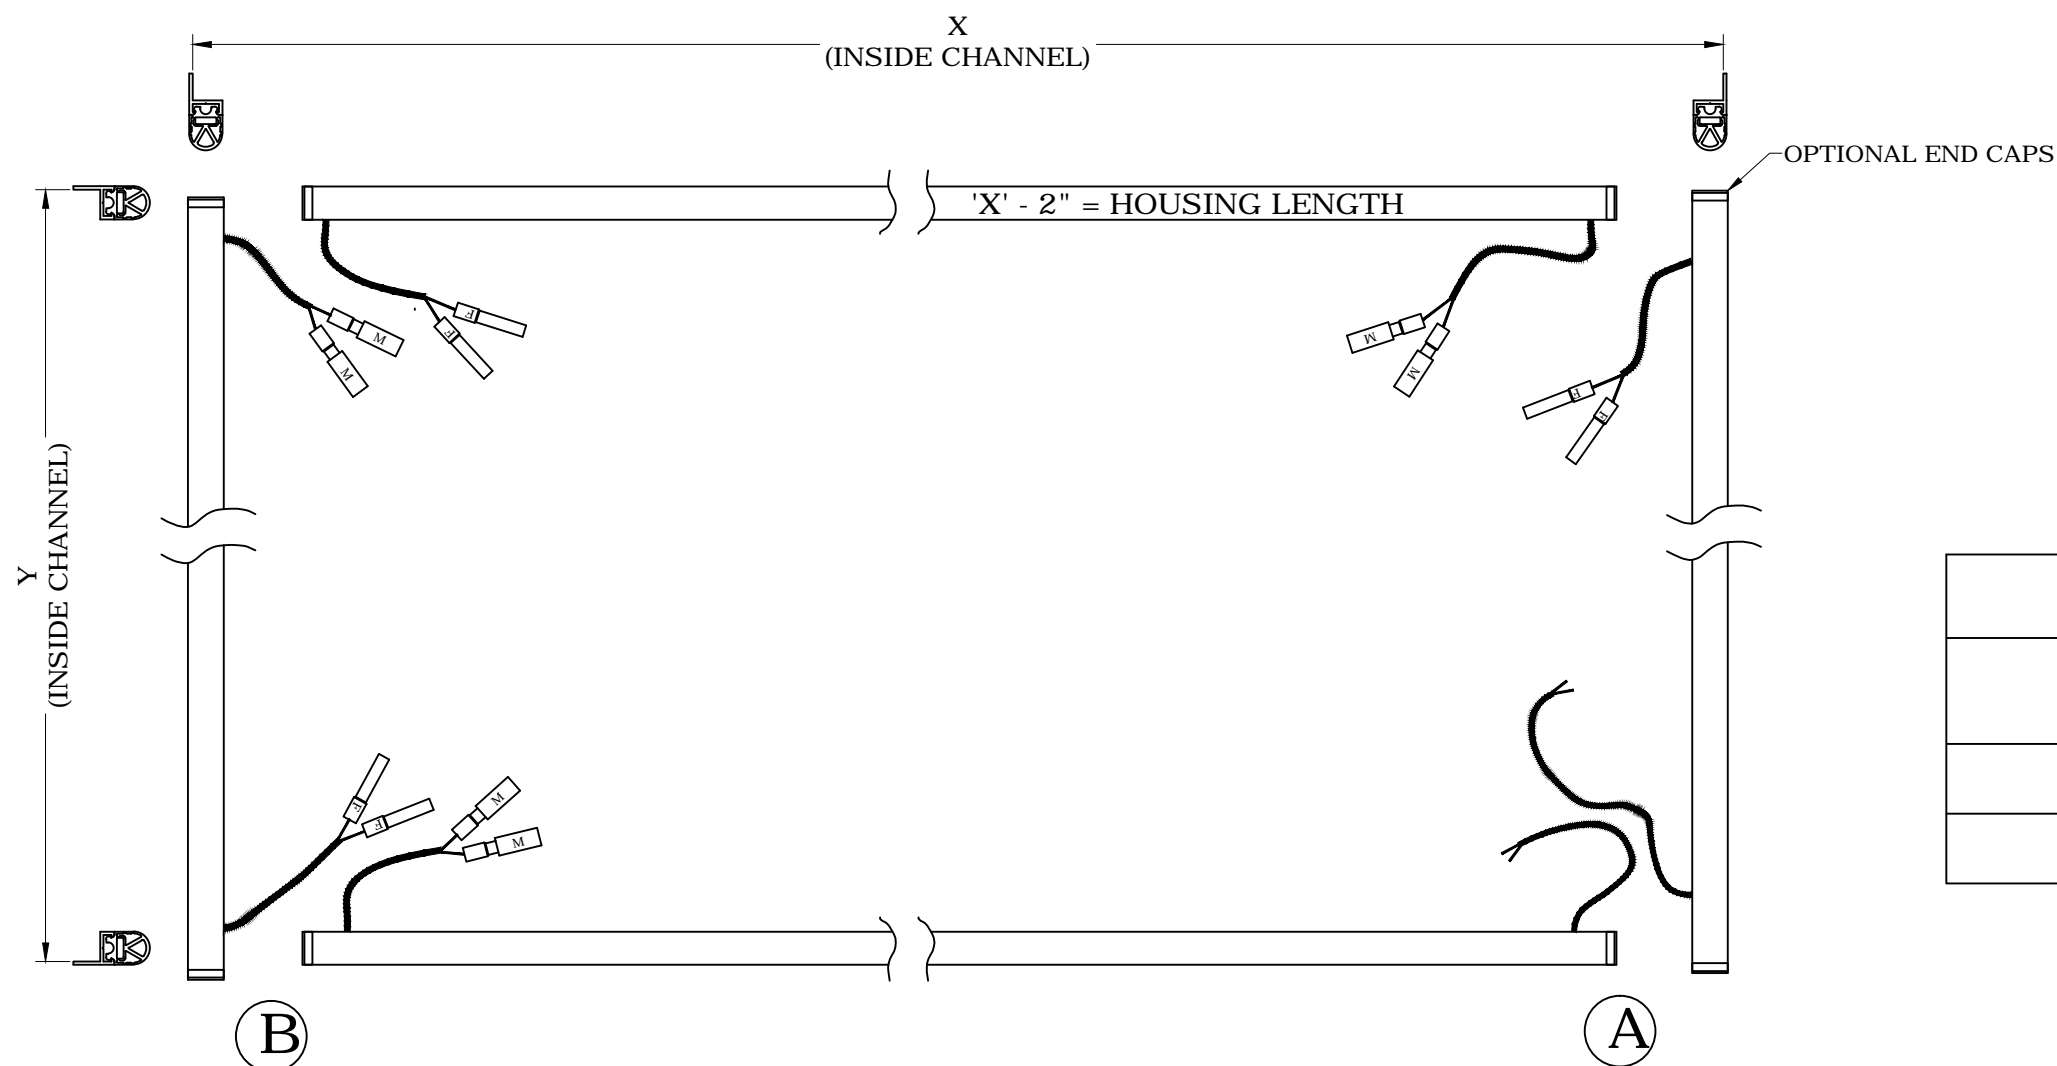 X
(INSIDE CHANNEL)
OPTIONAL END CAPS
'X' - 2" = HOUSING LENGTH
F
F
M
M
M
M
F
F
Y
(INSIDE CHANNEL)
F
F
M
M
B
A